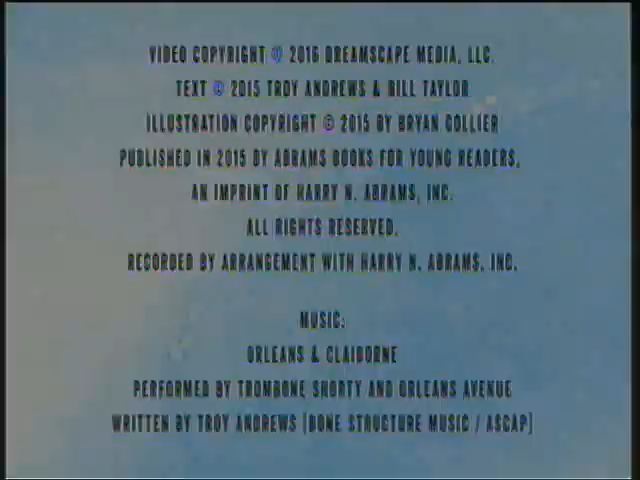 VIDEO COPYRIGHT © 2016 DREAMSCAPE MEDIA, LLC.
TEXT © 2015 TROY ANDREWS & BILL TAYLOR
ILLUSTRATION COPYRIGHT © 2015 BY BRYAN COLLIER
PUBLISHED IN 2015 BY ABRAMS BOOKS FOR YOUNG READERS,
AN IMPRINT OF HARRY N. ABRAMS, INC.
ALL RIGHTS RESERVED.
RECORDED BY ARRANGEMENT WITH HARRY N. ABRAMS, INC.
MUSIC:
ORLEANS & CLAIBORNE
PERFORMED BY TROMBONE SHORTY AND ORLEANS AVENUE
WRITTEN BY TROY ANDREWS [BONE STRUCTURE MUSIC / ASCAP]